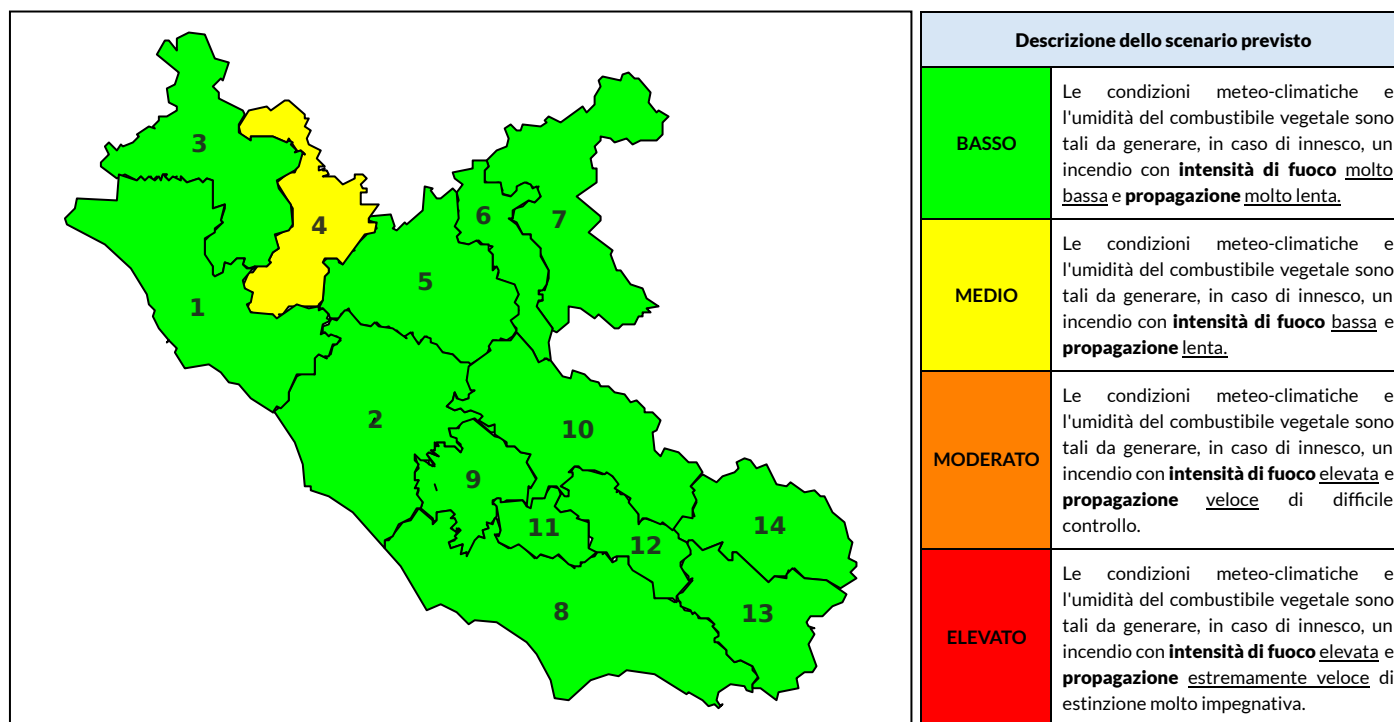 3
4
6
7
5
1
2
10
9
11
12
14
8
13
Descrizione dello scenario previsto
BASSO
Le condizioni meteo-climatiche e
l'umidità del combustibile vegetale sono
tali da generare, in caso di innesco, un
incendio con intensità di fuoco molto
bassa e propagazione molto lenta.
MEDIO
Le condizioni meteo-climatiche e
l'umidità del combustibile vegetale sono
tali da generare, in caso di innesco, un
incendio con intensità di fuoco bassa e
propagazione lenta.
MODERATO
Le condizioni meteo-climatiche e
l'umidità del combustibile vegetale sono
tali da generare, in caso di innesco, un
incendio con intensità di fuoco elevata e
propagazione veloce di difficile
controllo.
ELEVATO
Le condizioni meteo-climatiche e
l'umidità del combustibile vegetale sono
tali da generare, in caso di innesco, un
incendio con intensità di fuoco elevata e
propagazione estremamente veloce di
estinzione molto impegnativa.